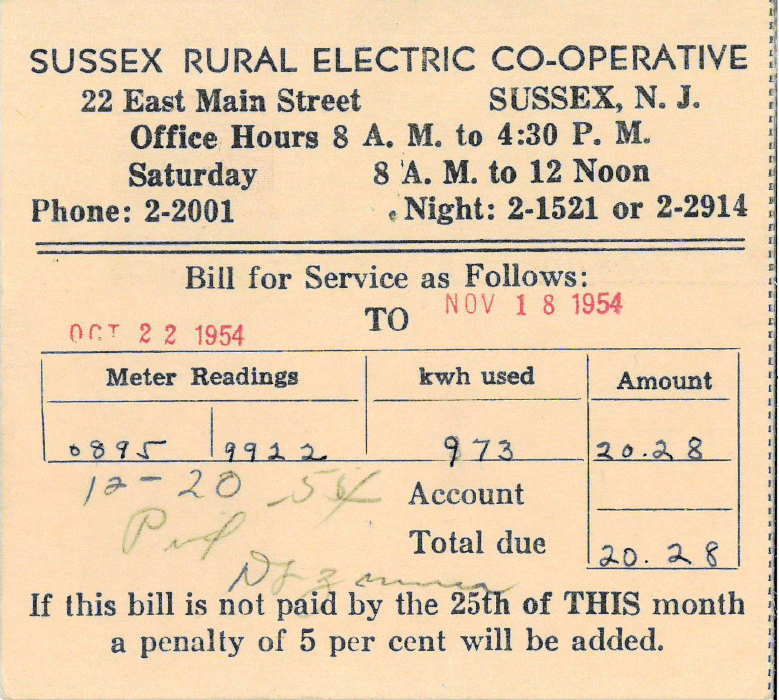 SUSSEX RURAL ELECTRIC CO-OPERATIVE
22 East Main Street SUSSEX, N. J.
Office Hours 8 A. M. to 4:30 P. M.
Saturday 8 A. M. to 12 Noon
Phone: 2-2001 Night: 2-1521 or 2-2914
Bill for Service as Follows:
OCT 22 1954 TO NOV 18 1954
Meter Readings kwh used Amount
0895 9922 973 20.28
12-20-54 Account
Pd Total due 20.28
If this bill is not paid by the 25th of THIS month
a penalty of 5 per cent will be added.